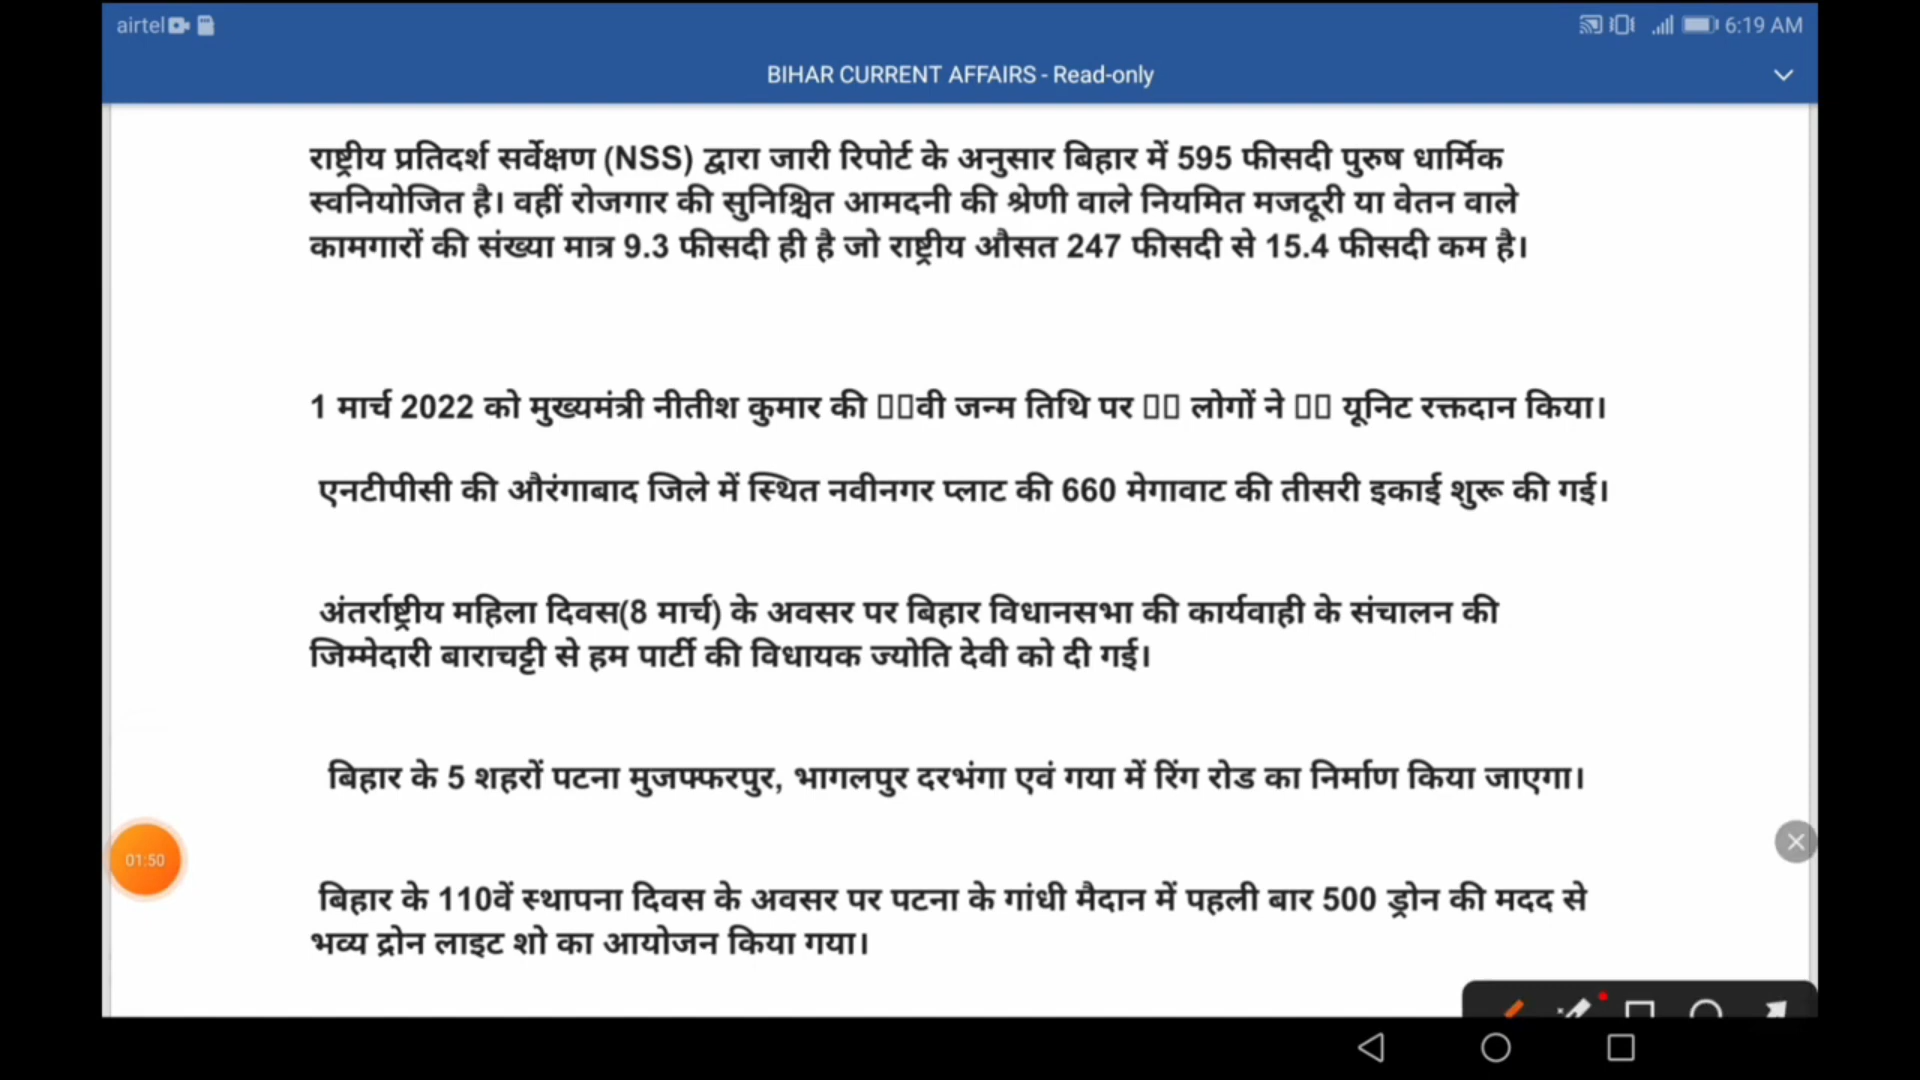 airtel
6:19 AM
BIHAR CURRENT AFFAIRS - Read-only
राष्ट्रीय प्रतिदर्श सर्वेक्षण (NSS) द्वारा जारी रिपोर्ट के अनुसार बिहार में 595 फीसदी पुरुष धार्मिक
स्वनियोजित है। वहीं रोजगार की सुनिश्चित आमदनी की श्रेणी वाले नियमित मजदूरी या वेतन वाले
कामगारों की संख्या मात्र 9.3 फीसदी ही है जो राष्ट्रीय औसत 247 फीसदी से 15.4 फीसदी कम है।
1 मार्च 2022 को मुख्यमंत्री नीतीश कुमार की ▯▯वी जन्म तिथि पर ▯▯ लोगों ने ▯▯ यूनिट रक्तदान किया।
एनटीपीसी की औरंगाबाद जिले में स्थित नवीनगर प्लाट की 660 मेगावाट की तीसरी इकाई शुरू की गई।
अंतर्राष्ट्रीय महिला दिवस(8 मार्च) के अवसर पर बिहार विधानसभा की कार्यवाही के संचालन की
जिम्मेदारी बाराचट्टी से हम पार्टी की विधायक ज्योति देवी को दी गई।
बिहार के 5 शहरों पटना मुजफ्फरपुर, भागलपुर दरभंगा एवं गया में रिंग रोड का निर्माण किया जाएगा।
01:50
बिहार के 110वें स्थापना दिवस के अवसर पर पटना के गांधी मैदान में पहली बार 500 ड्रोन की मदद से
भव्य द्रोन लाइट शो का आयोजन किया गया।